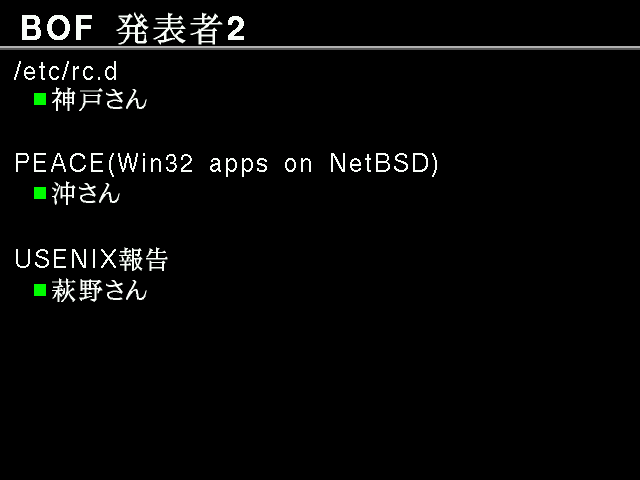 BOF 発表者2
/etc/rc.d
■神戸さん
PEACE(Win32 apps on NetBSD)
■沖さん
USENIX報告
■萩野さん